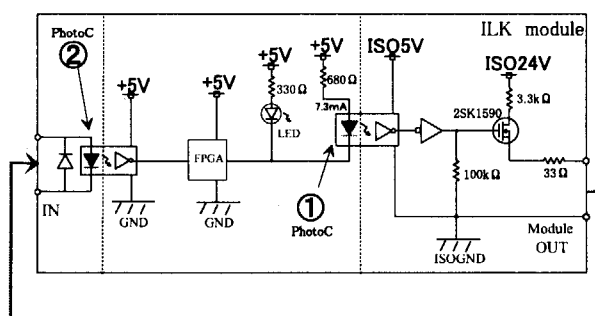 ILK module
PhotoC
②
+5V
+5V
+5V
+5V
ISO5V
ISO24V
330Ω
680Ω
7.3mA
3.3kΩ
2SK1590
LED
FPGA
IN
GND
GND
①
PhotoC
100kΩ
33Ω
ISOGND
Module
OUT